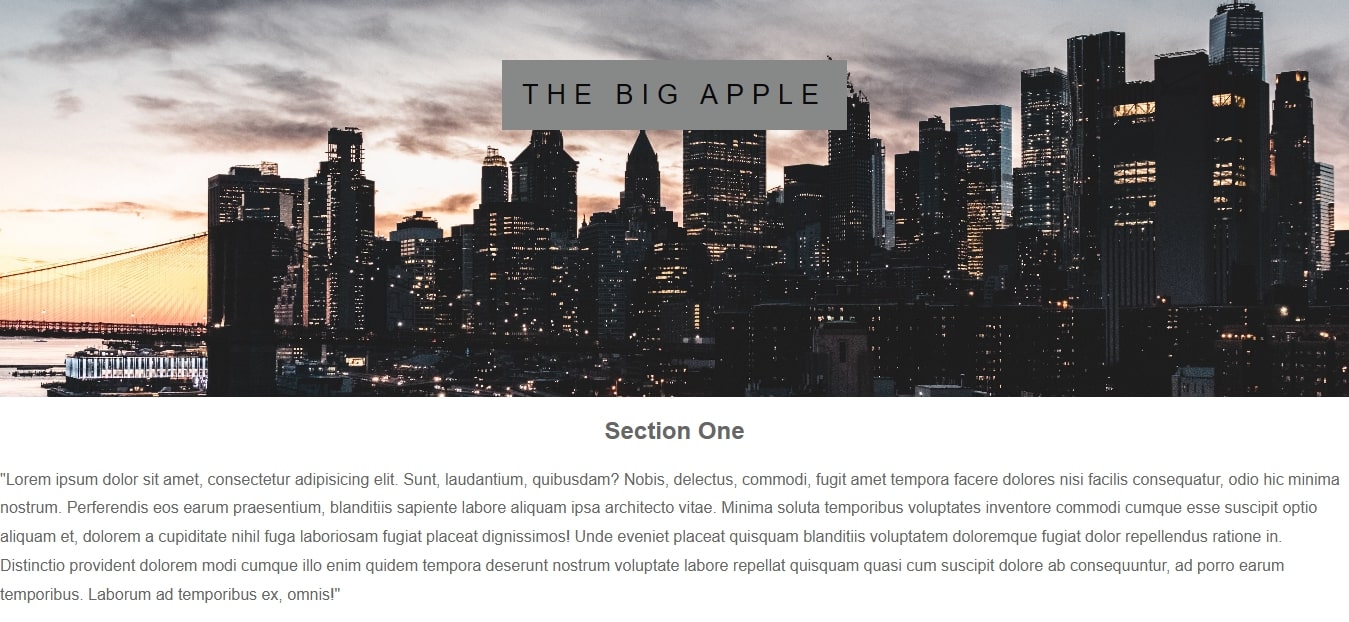 THE BIG APPLE
Section One
"Lorem ipsum dolor sit amet, consectetur adipisicing elit. Sunt, laudantium, quibusdam? Nobis, delectus, commodi, fugit amet tempora facere dolores nisi facilis consequatur, odio hic minima
nostrum. Perferendis eos earum praesentium, blanditiis sapiente labore aliquam ipsa architecto vitae. Minima soluta temporibus voluptates inventore commodi cumque esse suscipit optio
aliquam et, dolorem a cupiditate nihil fuga laboriosam fugiat placeat dignissimos! Unde eveniet placeat quisquam blanditiis voluptatem doloremque fugiat dolor repellendus ratione in.
Distinctio provident dolorem modi cumque illo enim quidem tempora deserunt nostrum voluptate labore repellat quisquam quasi cum suscipit dolore ab consequuntur, ad porro earum
temporibus. Laborum ad temporibus ex, omnis!"